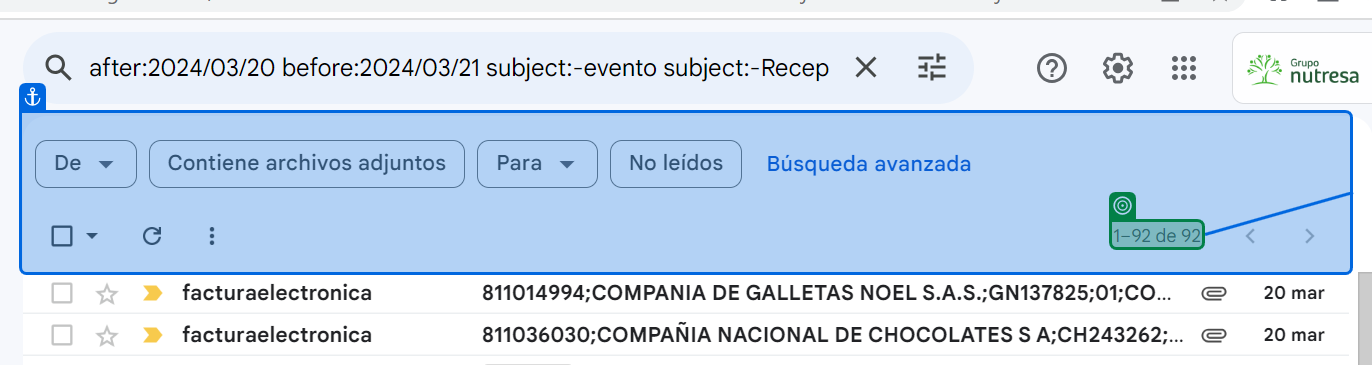 after:2024/03/20 before:2024/03/21 subject:-evento subject:-Recep
Grupo
nutresa
De
Contiene archivos adjuntos
Para
No leídos
Búsqueda avanzada
1–92 de 92
facturaelectronica
811014994;COMPANIA DE GALLETAS NOEL S.A.S.;GN137825;01;CO...
20 mar
facturaelectronica
811036030;COMPAÑIA NACIONAL DE CHOCOLATES S A;CH243262;...
20 mar